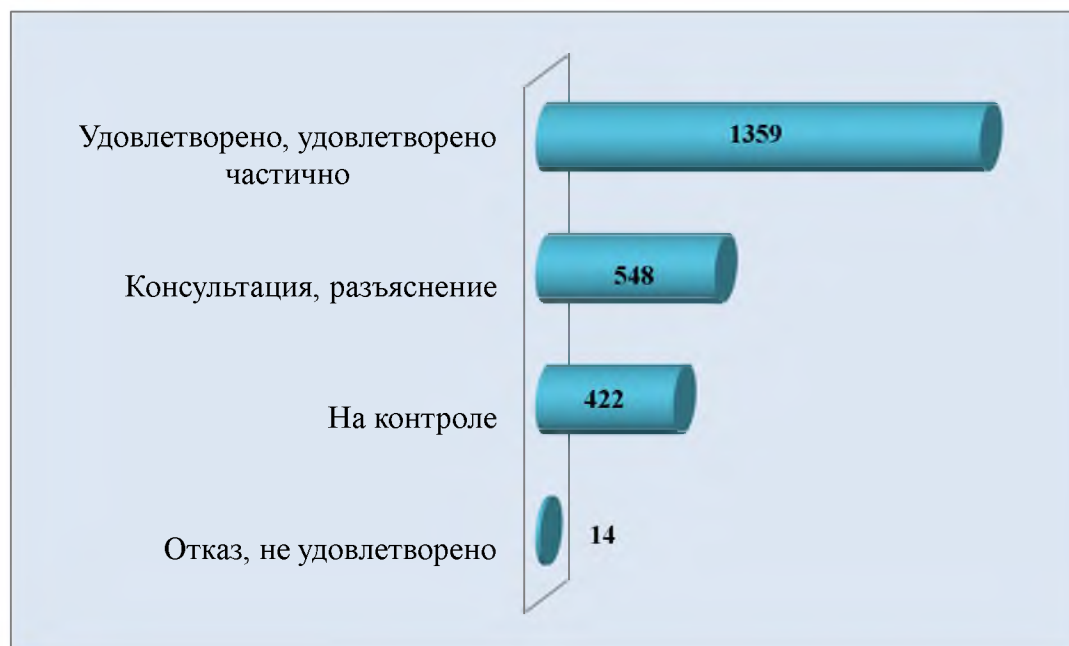 Удовлетворено, удовлетворено
частично
1359
Консультация, разъяснение
548
На контроле
422
Отказ, не удовлетворено
14